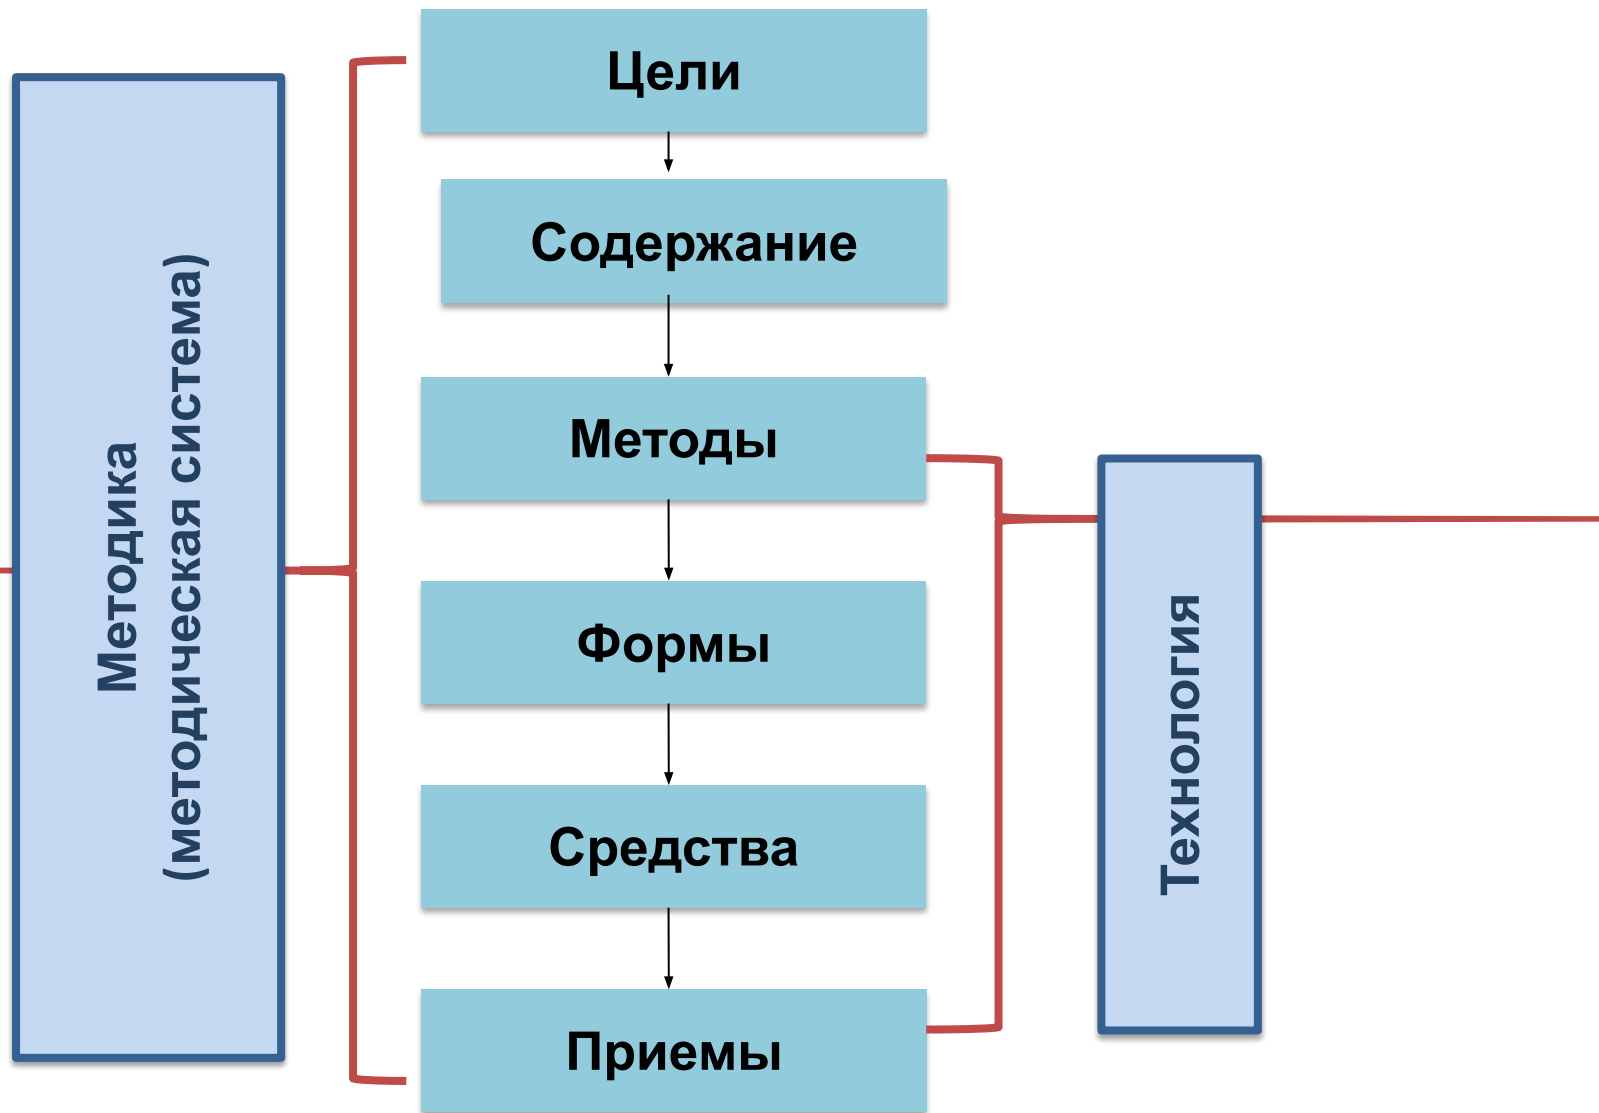 Методика
(методическая система)
Цели
Содержание
Методы
Формы
Средства
Приемы
Технология